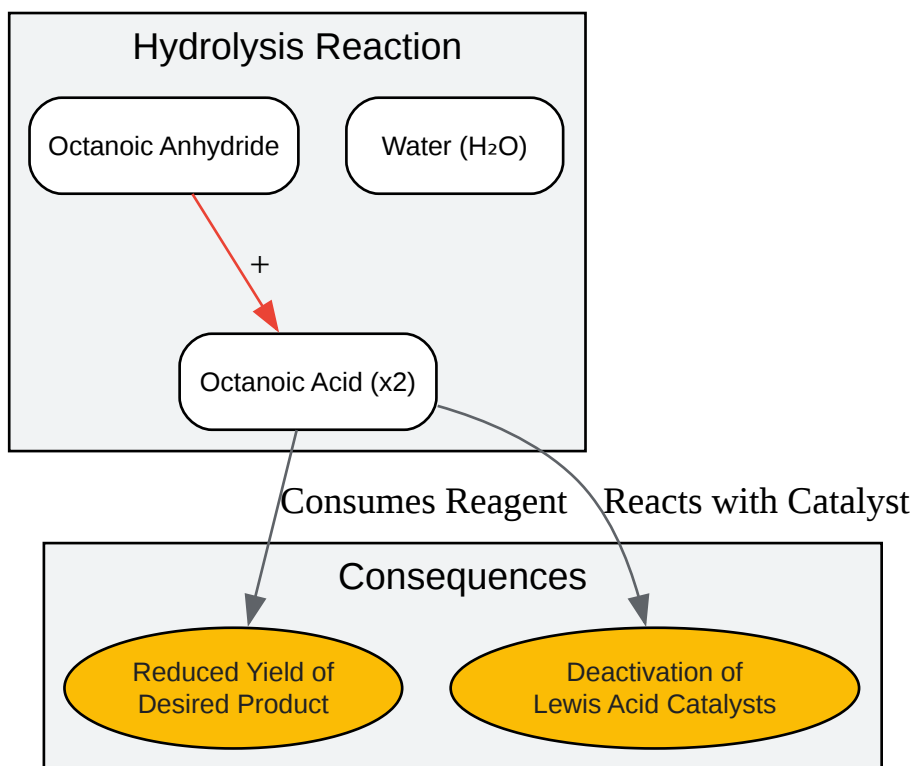 Hydrolysis Reaction
Octanoic Anhydride
Water (H₂O)
+
Octanoic Acid (x2)
Consumes Reagent
Reacts with Catalyst
Consequences
Reduced Yield of
Desired Product
Deactivation of
Lewis Acid Catalysts